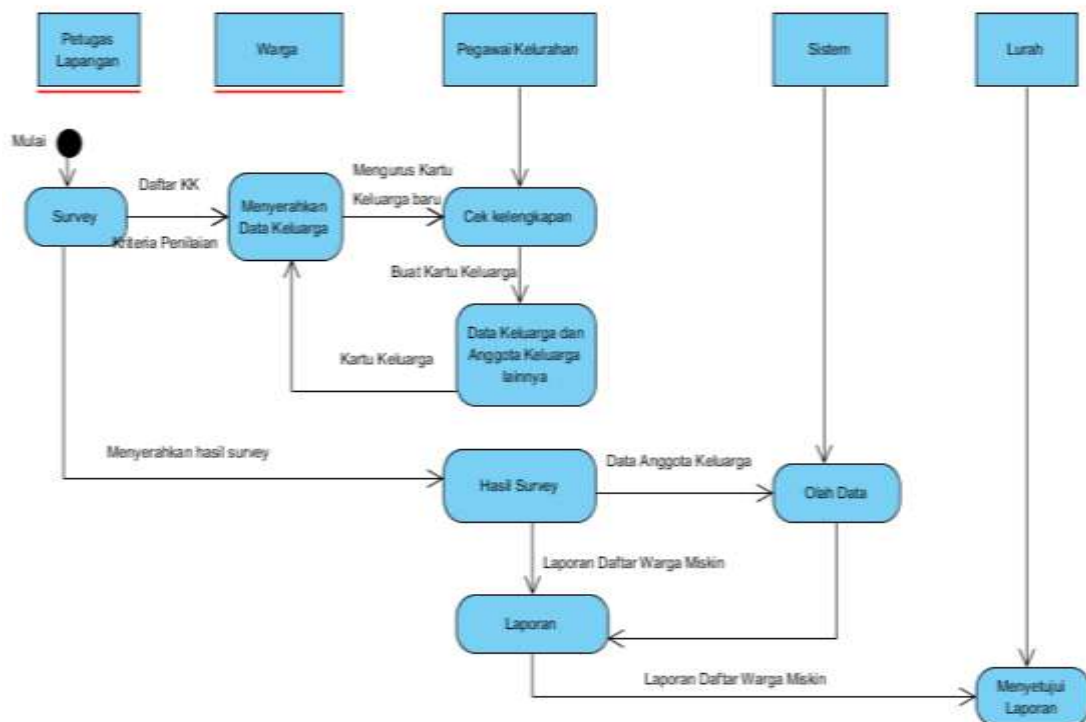 Petugas
Lapangan
Warga
Pegawai Kelurahan
Sistem
Lurah
Mulai
Survey
Daftar KK
Kriteria Penilaian
Menyerahkan
Data Keluarga
Mengurus Kartu
Keluarga baru
Cek kelengkapan
Buat Kartu Keluarga
Data Keluarga dan
Anggota Keluarga
lainnya
Kartu Keluarga
Menyerahkan hasil survey
Hasil Survey
Data Anggota Keluarga
Olah Data
Laporan Daftar Warga Miskin
Laporan
Laporan Daftar Warga Miskin
Menyetujui
Laporan